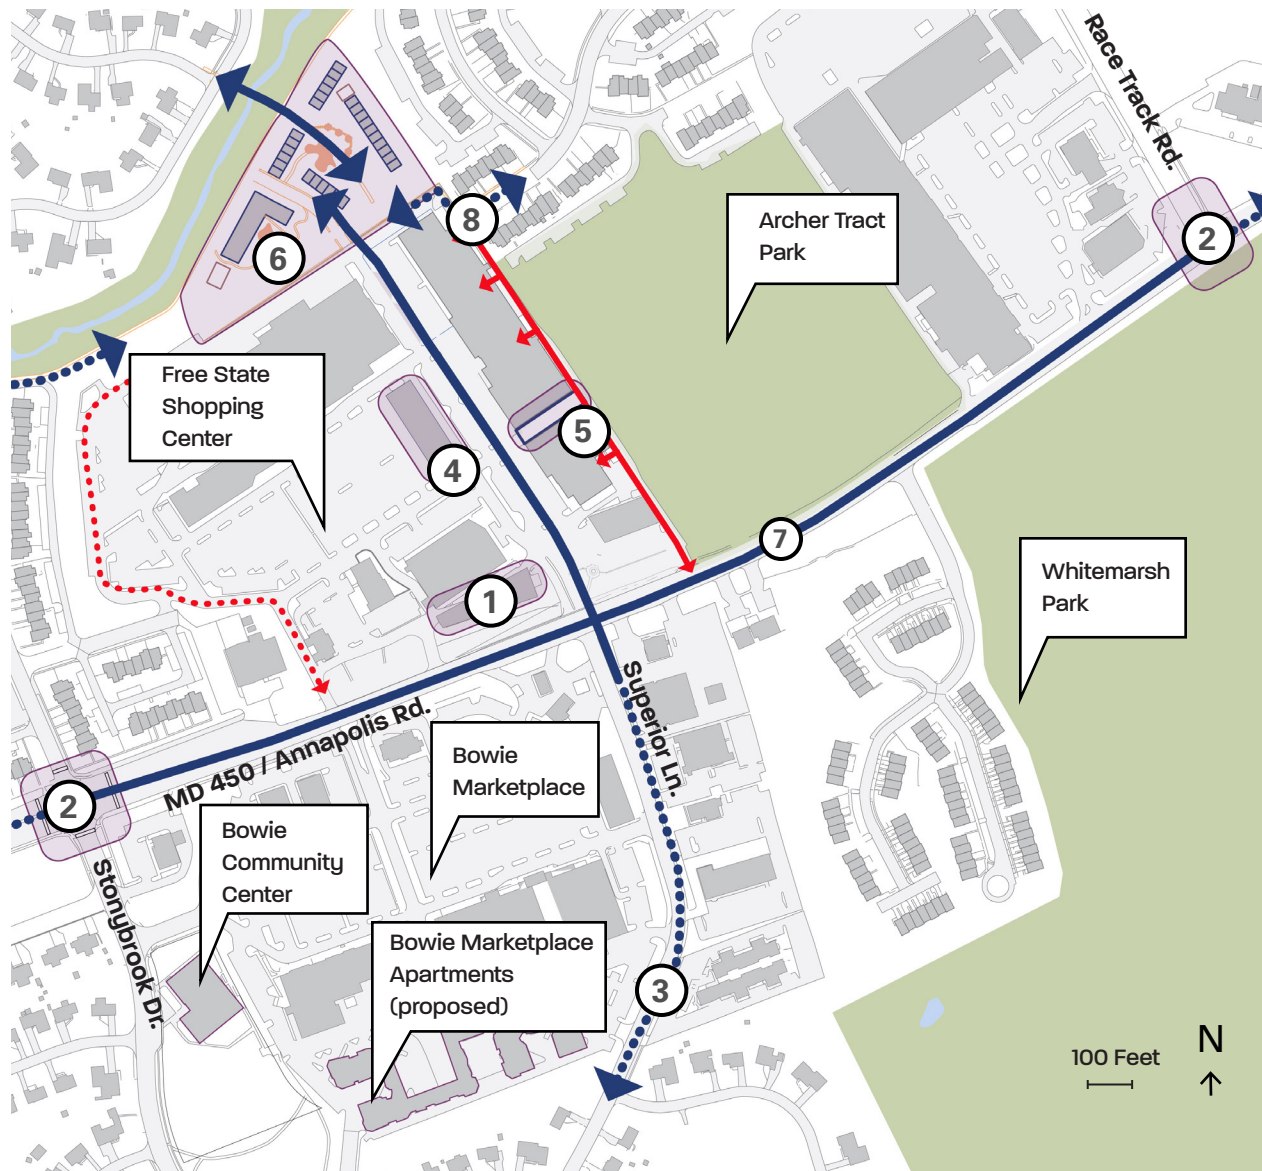 Race Track Rd.
Archer Tract
Park
8
2
6
Free State
Shopping
Center
5
4
7
Whitemarsh
Park
1
Superior Ln.
MD 450 / Annapolis Rd.
Bowie
Marketplace
2
Bowie
Community
Center
Stonybrook Dr.
Bowie Marketplace
Apartments
(proposed)
3
100 Feet
N